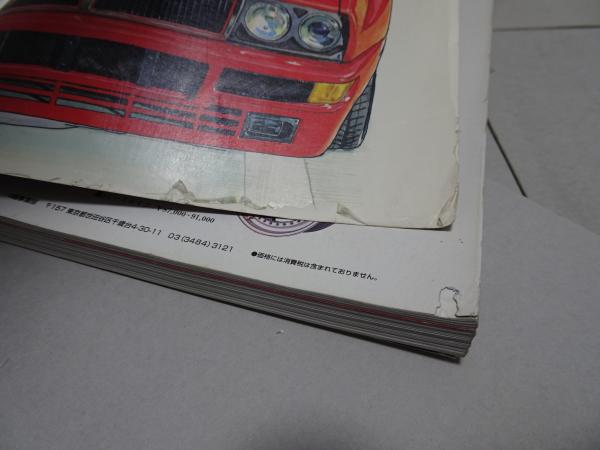 〒157 東京都世田谷区千歳台4-30-11 03(3484)3121
●価格には消費税は含まれておりません。